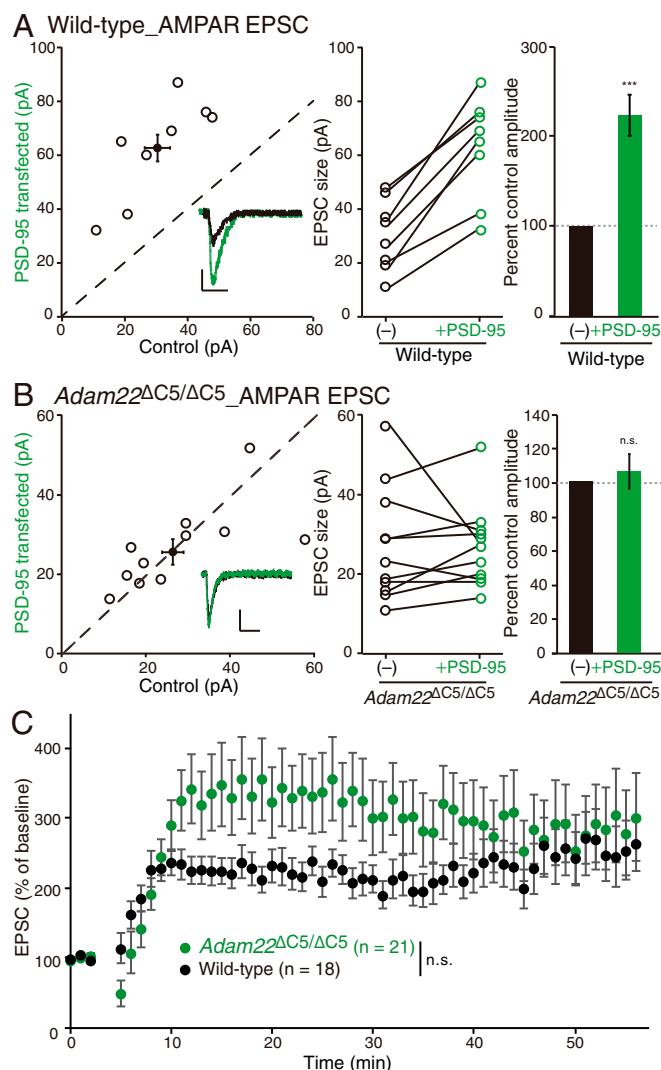 A Wild-type_AMPAR EPSC
PSD-95 transfected (pA)
100
80
60
40
20
0
0 20 40 60 80
Control (pA)
EPSC size (pA)
100
80
60
40
20
0
(-) +PSD-95
Wild-type
Percent control amplitude
300
200
100
0
***
(-) +PSD-95
Wild-type
B Adam22ΔC5/ΔC5_AMPAR EPSC
PSD-95 transfected (pA)
60
40
20
0
0 20 40 60
Control (pA)
EPSC size (pA)
60
40
20
0
(-) +PSD-95
Adam22ΔC5/ΔC5
Percent control amplitude
140
120
100
80
60
40
20
0
n.s.
(-) +PSD-95
Adam22ΔC5/ΔC5
C
EPSC (% of baseline)
400
300
200
100
0
Adam22ΔC5/ΔC5 (n = 21)
Wild-type (n = 18)
n.s.
0 10 20 30 40 50
Time (min)